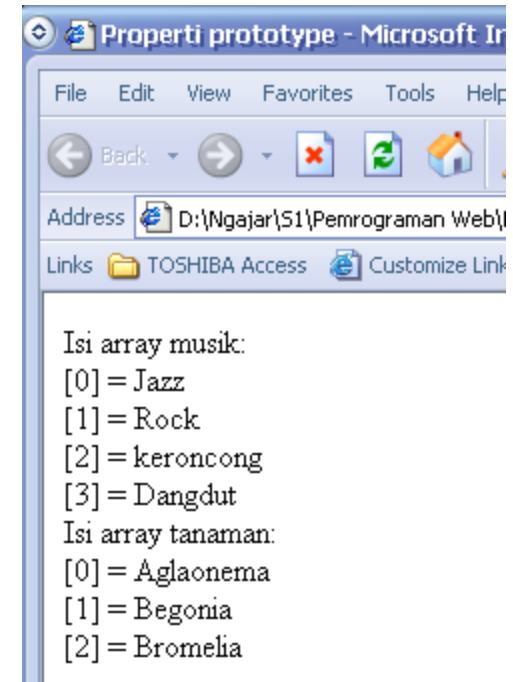 Properti prototype - Microsoft In
File Edit View Favorites Tools Help
Back
Address D:\Ngajar\S1\Pemrograman Web\
Links TOSHIBA Access Customize Link
Isi array musik:
[0] = Jazz
[1] = Rock
[2] = keroncong
[3] = Dangdut
Isi array tanaman:
[0] = Aglaonema
[1] = Begonia
[2] = Bromelia